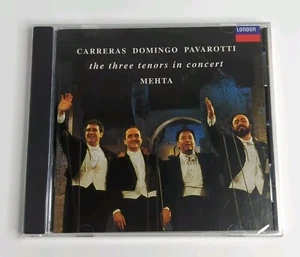 LONDON
CARRERAS DOMINGO PAVAROTTI
the three tenors in concert
MEHTA